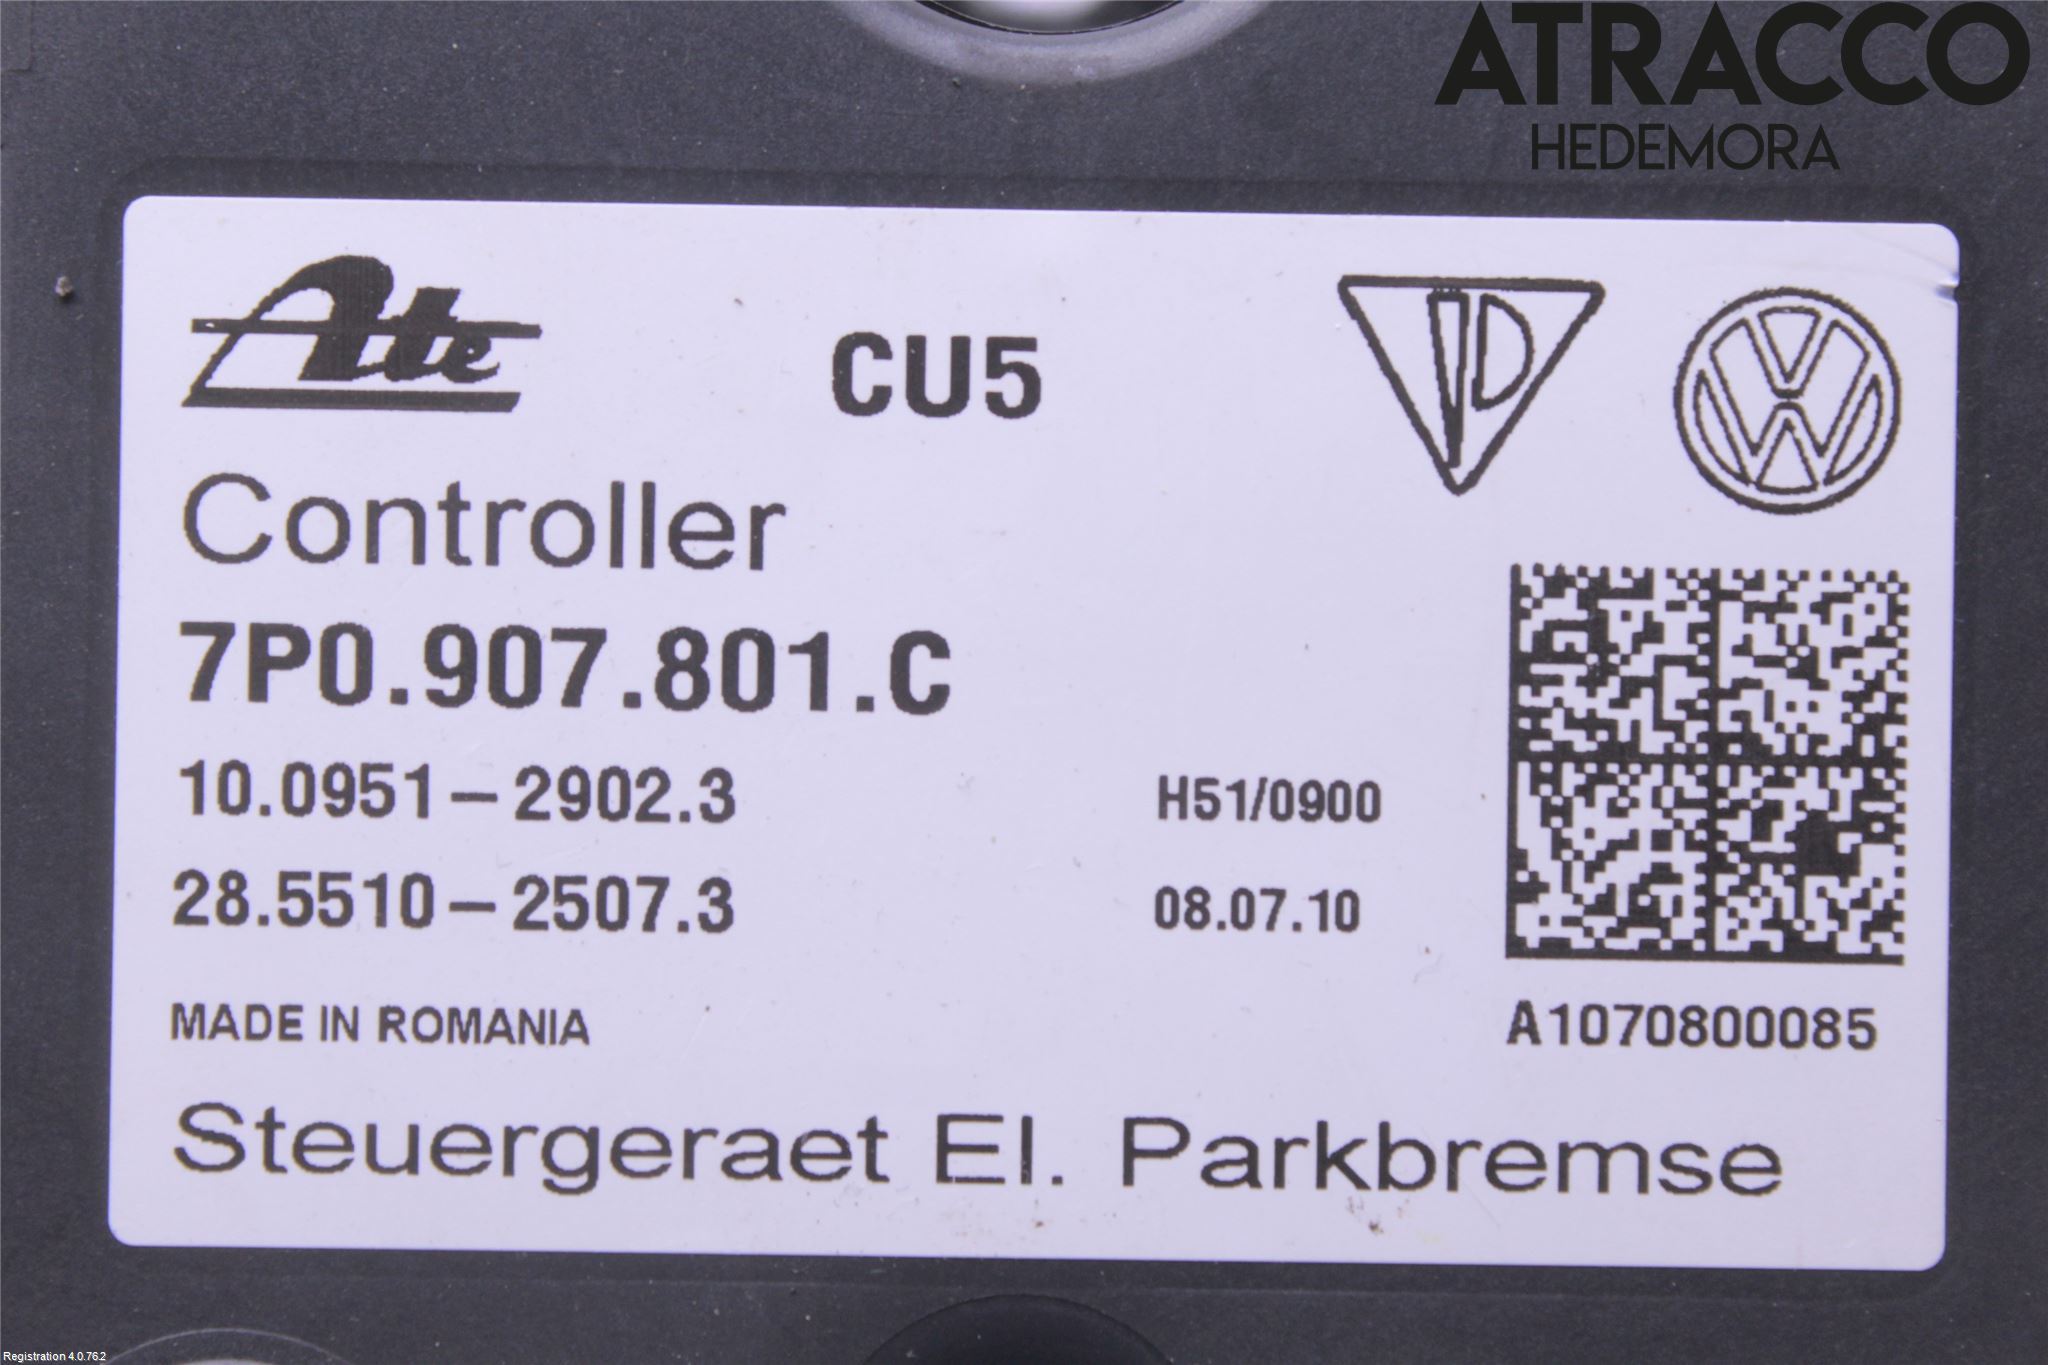 ATRACCO
HEDEMORA
Ate
CU5
Controller
7P0.907.801.C
10.0951-2902.3
H51/0900
28.5510-2507.3
08.07.10
MADE IN ROMANIA
A1070800085
Steuergeraet El. Parkbremse
Registration 4.0.76.2